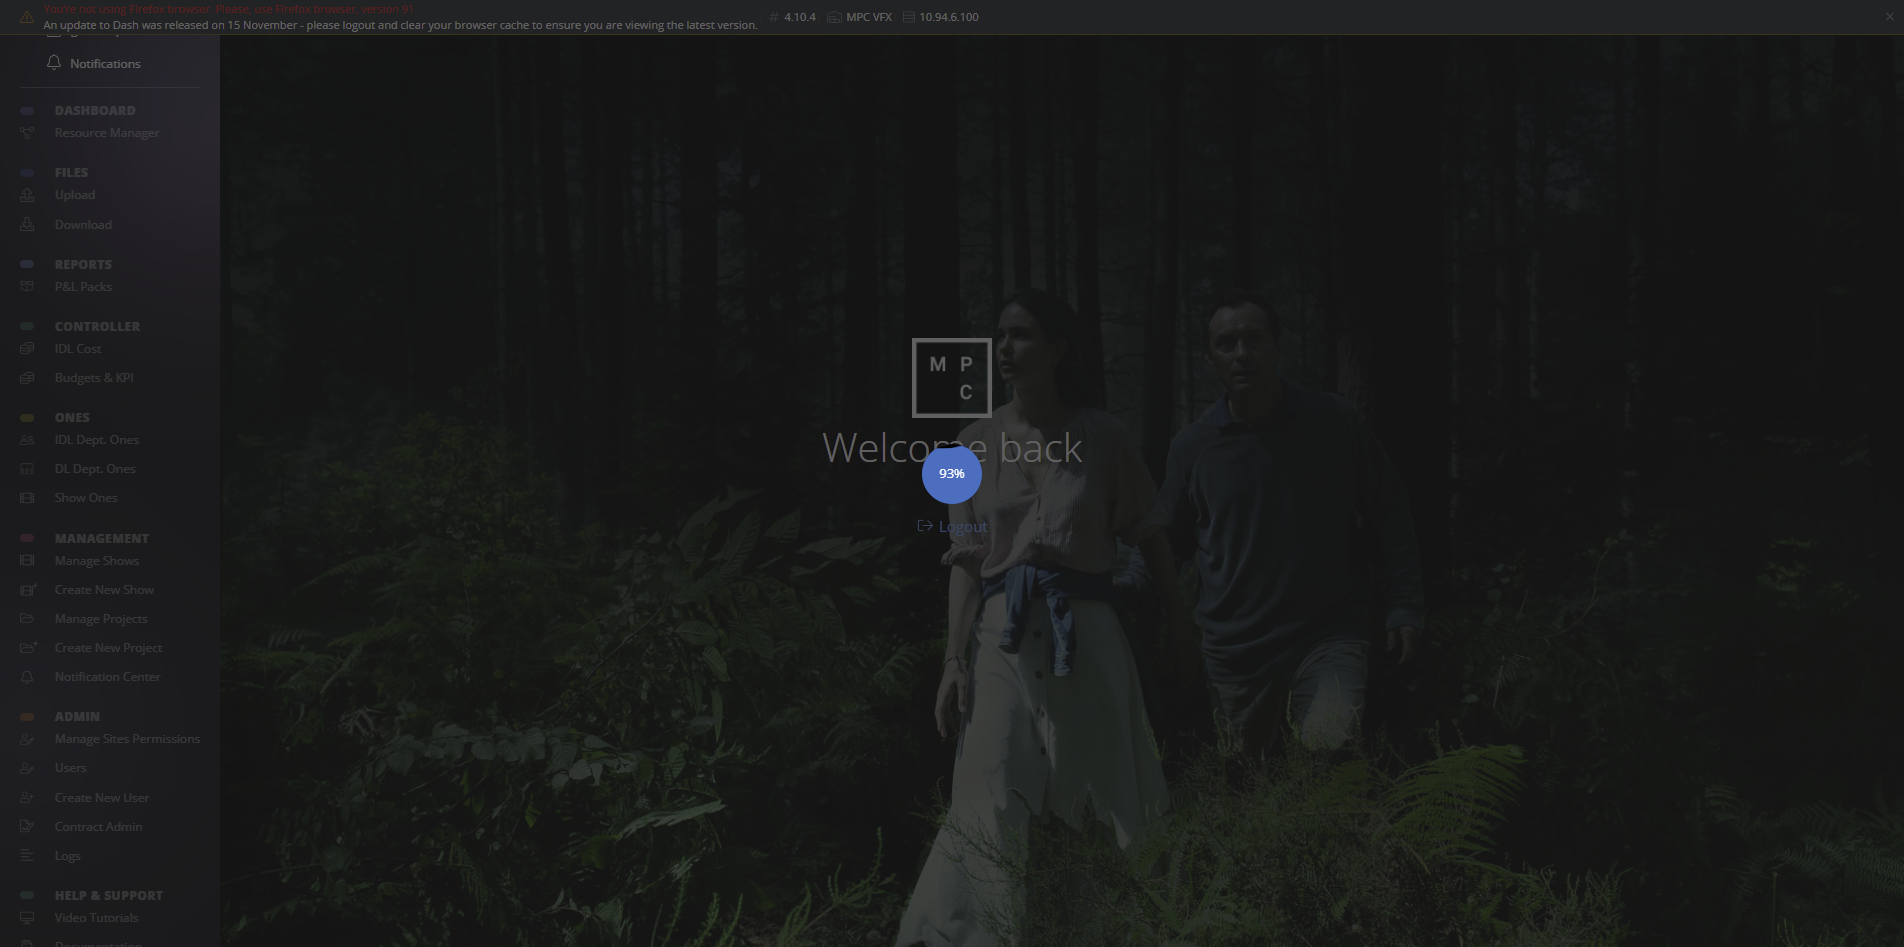 You're not using Firefox browser. Please, use Firefox browser, version 91
An update to Dash was released on 15 November - please logout and clear your browser cache to ensure you are viewing the latest version.
# 4.10.4 MPC VFX 10.94.6.100
Notifications
DASHBOARD
Resource Manager
FILES
Upload
Download
REPORTS
P&L Packs
CONTROLLER
IDL Cost
Budgets & KPI
ONES
IDL Dept. Ones
DL Dept. Ones
Show Ones
MANAGEMENT
Manage Shows
Create New Show
Manage Projects
Create New Project
Notification Center
ADMIN
Manage Sites Permissions
Users
Create New User
Contract Admin
Logs
HELP & SUPPORT
Video Tutorials
Documentation
M P
C
Welcome back
93%
Logout